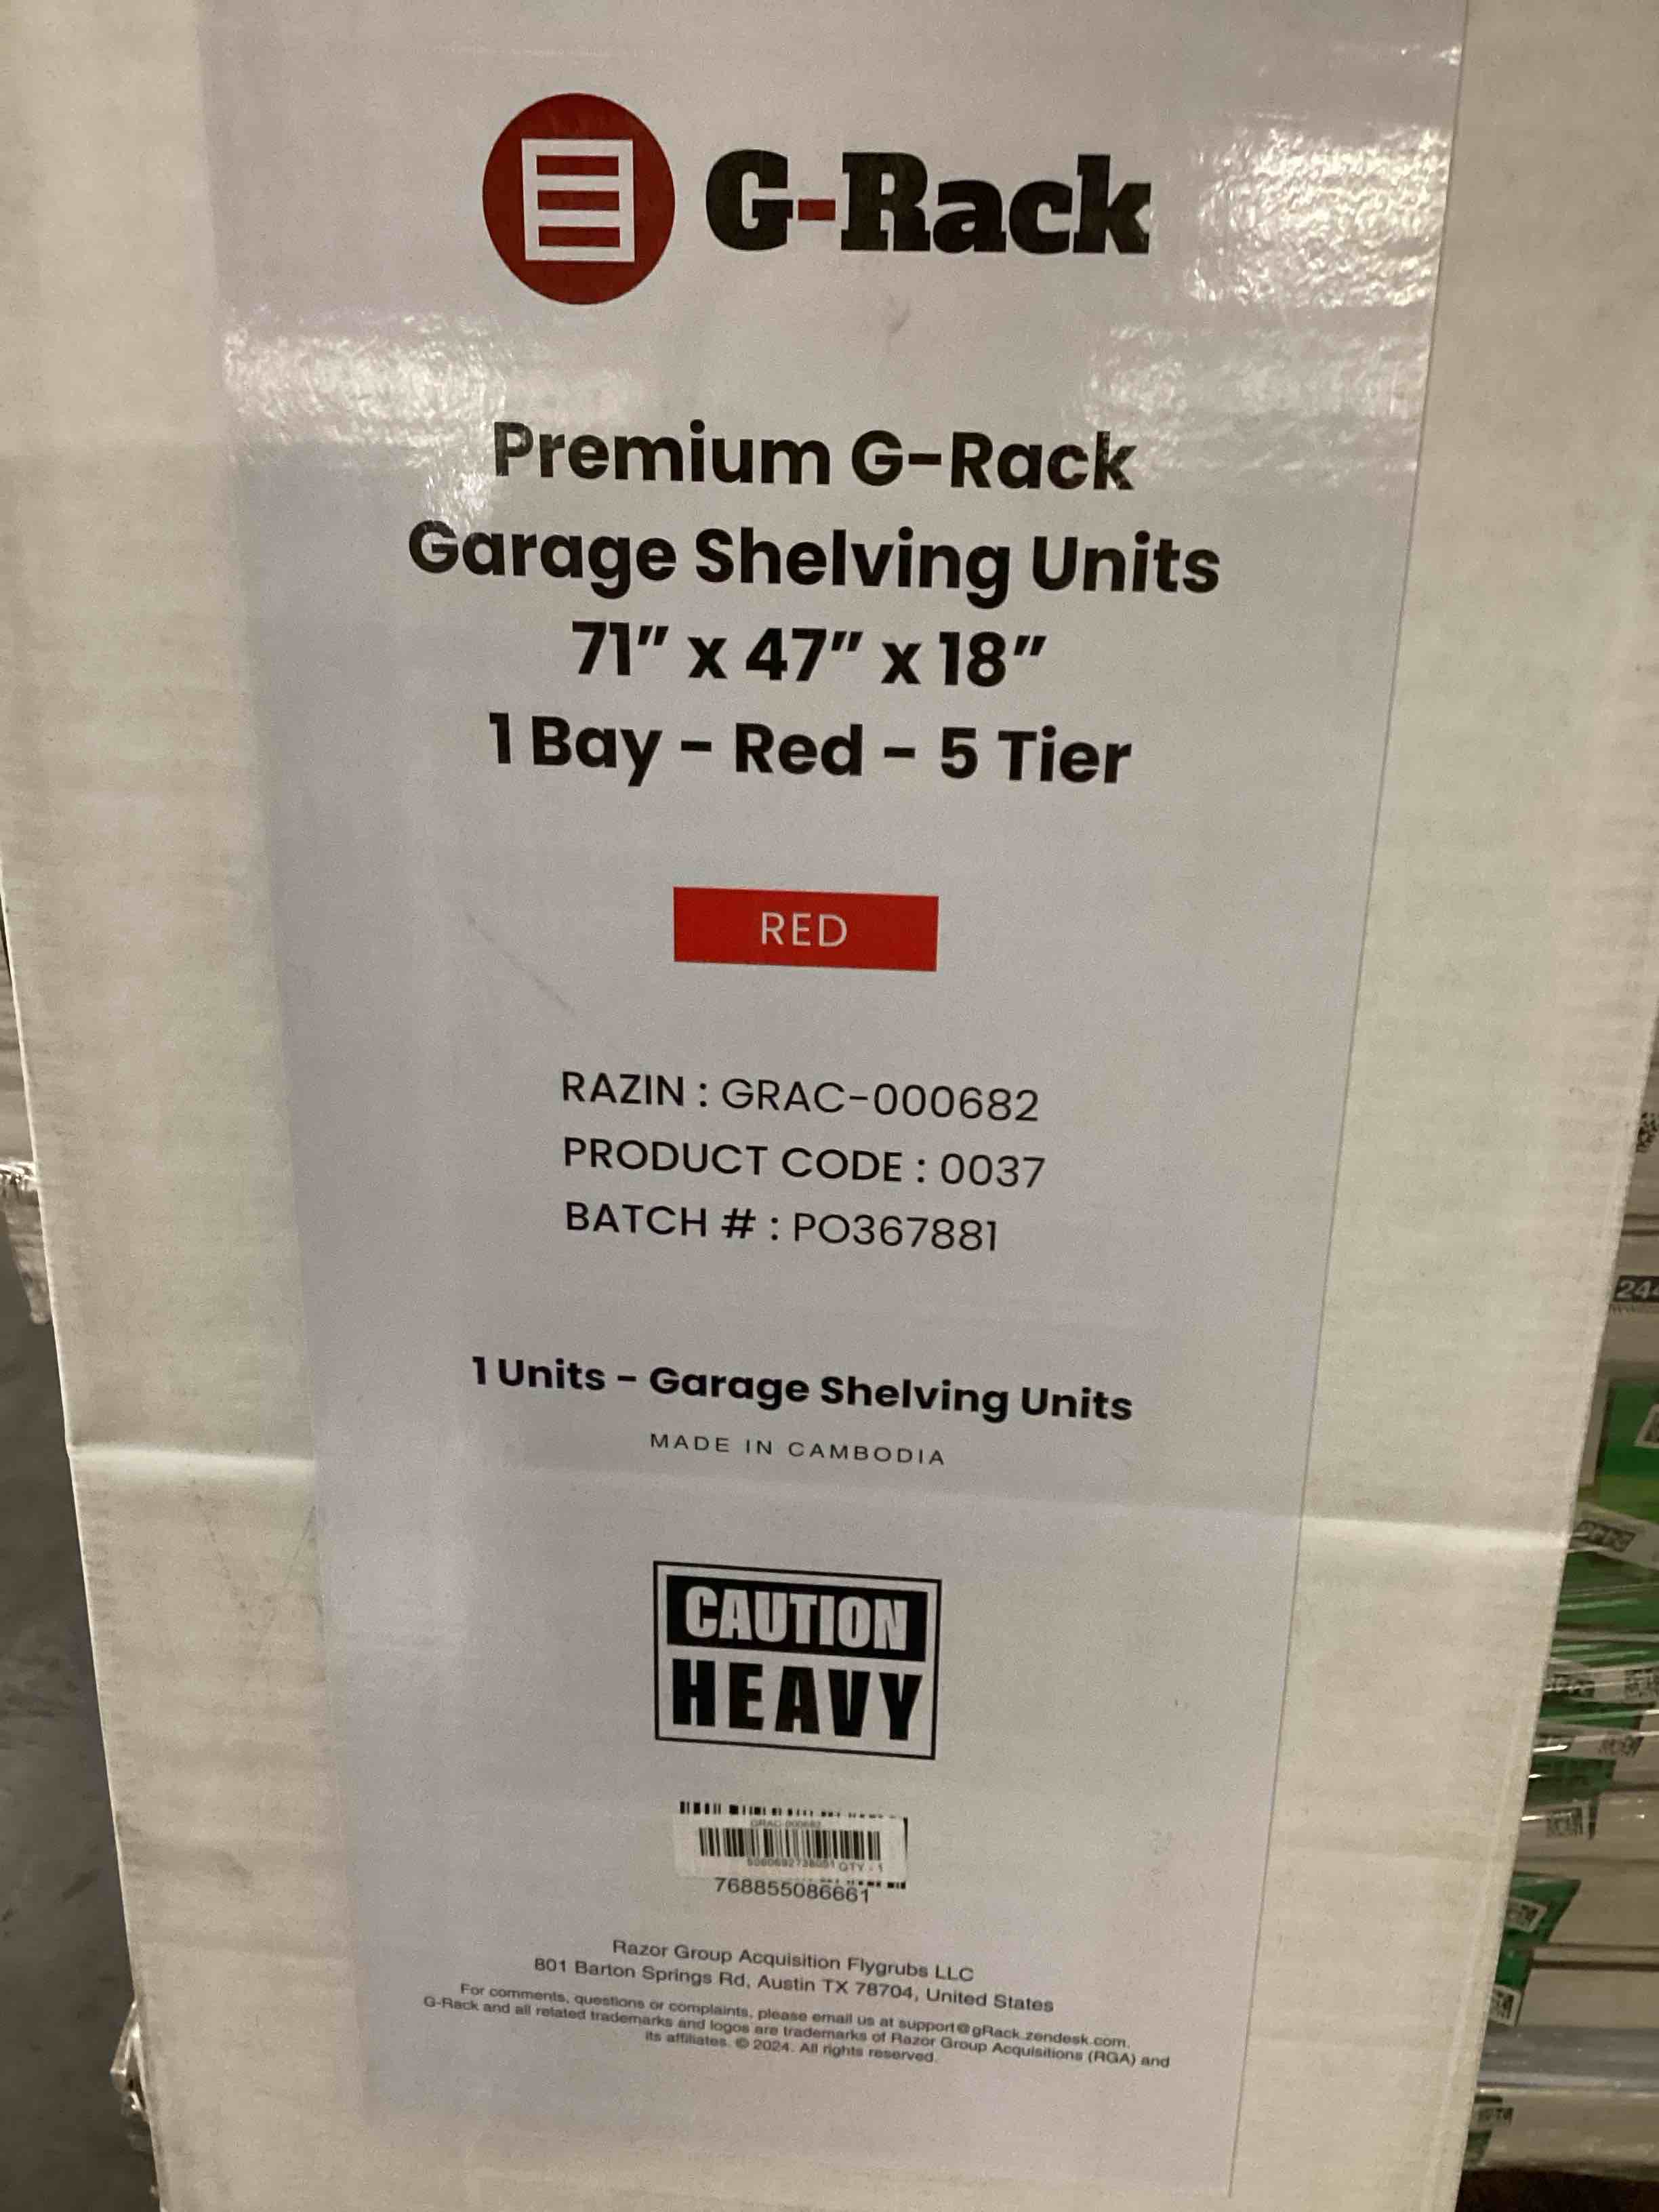 G-Rack
Premium G-Rack
Garage Shelving Units
71" x 47" x 18"
1 Bay - Red - 5 Tier
RED
RAZIN : GRAC-000682
PRODUCT CODE : 0037
BATCH # : PO367881
1 Units - Garage Shelving Units
MADE IN CAMBODIA
CAUTION
HEAVY
GRAC-000682
QTY - 1
768855086661
Razor Group Acquisition Flygrubs LLC
801 Barton Springs Rd, Austin TX 78704, United States
For comments, questions or complaints, please email us at support@gRack.zendesk.com.
G-Rack and all related trademarks and logos are trademarks of Razor Group Acquisitions (RGA) and
its affiliates. © 2024. All rights reserved.